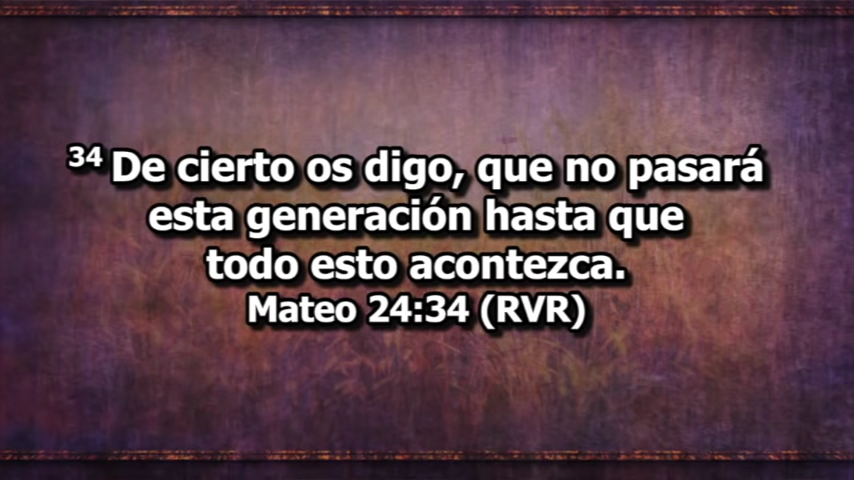 34 De cierto os digo, que no pasará
esta generación hasta que
todo esto acontezca.
Mateo 24:34 (RVR)